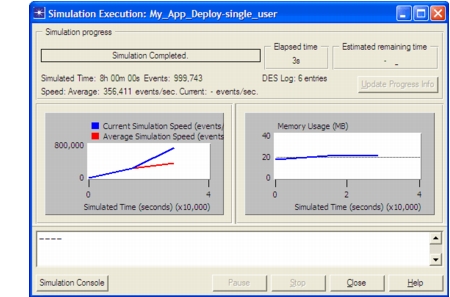 Simulation Execution: My_App_Deploy-single_user
Simulation progress
Simulation Completed.
Elapsed time
3s
Estimated remaining time
- _
Simulated Time: 8h 00m 00s Events: 999,743
DES Log: 6 entries
Update Progress Info
Speed: Average: 356,411 events/sec. Current: - events/sec.
Current Simulation Speed (events/
Average Simulation Speed (events/
800,000
0
0
4
Simulated Time (seconds) (x10,000)
Memory Usage (MB)
40
20
0
0
2
4
Simulated Time (seconds) (x10,000)
----
Simulation Console
Pause
Stop
Close
Help